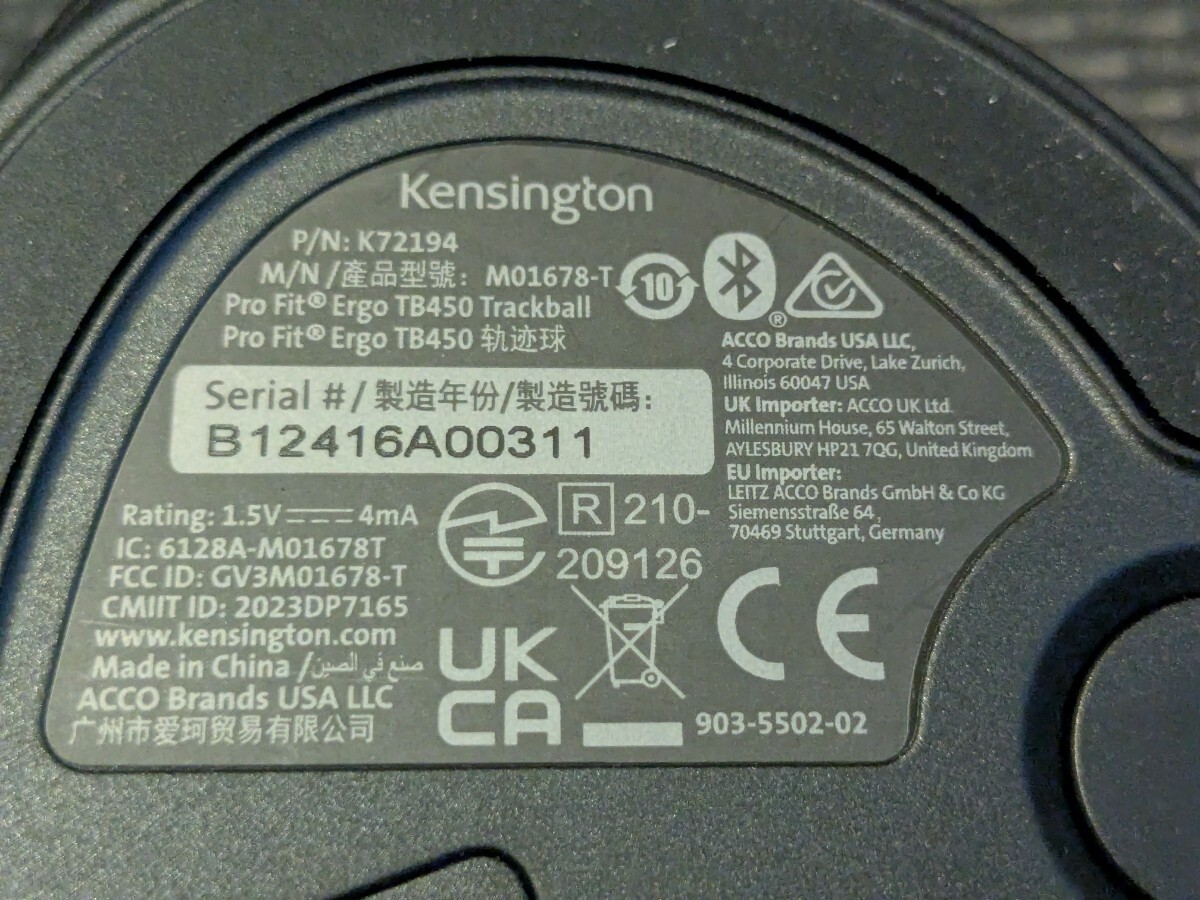 Kensington
P/N: K72194
M/N /產品型號: M01678-T
Pro Fit® Ergo TB450 Trackball
Pro Fit® Ergo TB450 轨迹球
10
®
Serial #/ 製造年份/製造號碼:
B12416A00311
ACCO Brands USA LLC,
4 Corporate Drive, Lake Zurich,
Illinois 60047 USA
UK Importer: ACCO UK Ltd.
Millennium House, 65 Walton Street,
AYLESBURY HP21 7QG, United Kingdom
EU Importer:
LEITZ ACCO Brands GmbH & Co KG
Siemensstraße 64,
70469 Stuttgart, Germany
Rating: 1.5V⎓4mA
IC: 6128A-M01678T
FCC ID: GV3M01678-T
CMIIT ID: 2023DP7165
www.kensington.com
Made in China /صنع في الصين
ACCO Brands USA LLC
广州市爱珂贸易有限公司
R 210-
209126
UK
CA
CE
903-5502-02